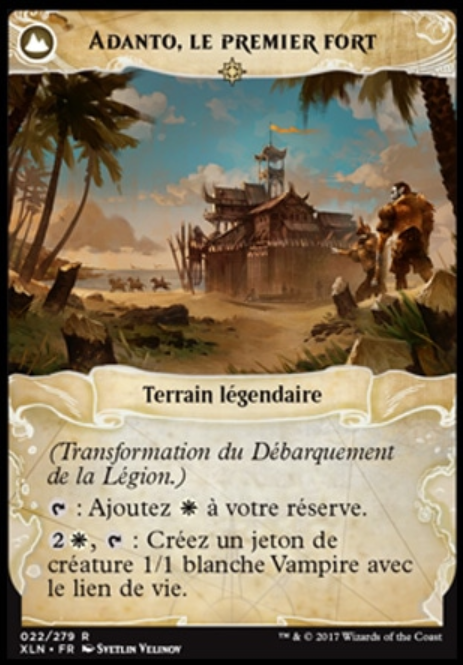 ADANTO, LE PREMIER FORT
Terrain légendaire
(Transformation du Débarquement
de la Légion.)
: Ajoutez à votre réserve.
2, : Créez un jeton de
créature 1/1 blanche Vampire avec
le lien de vie.
022/279 R
XLN • FR Svetlin Velinov
™ & © 2017 Wizards of the Coast